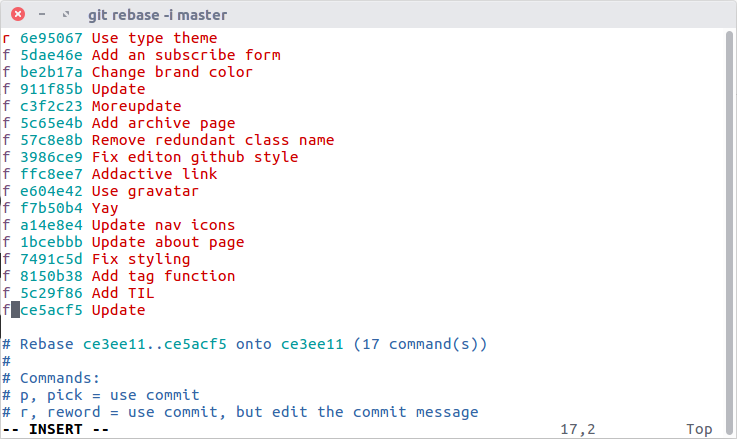 git rebase -i master
r 6e95067 Use type theme
f 5dae46e Add an subscribe form
f be2b17a Change brand color
f 911f85b Update
f c3f2c23 Moreupdate
f 5c65e4b Add archive page
f 57c8e8b Remove redundant class name
f 3986ce9 Fix editon github style
f ffc8ee7 Addactive link
f e604e42 Use gravatar
f f7b50b4 Yay
f a14e8e4 Update nav icons
f 1bcebbb Update about page
f 7491c5d Fix styling
f 8150b38 Add tag function
f 5c29f86 Add TIL
f ce5acf5 Update
# Rebase ce3ee11..ce5acf5 onto ce3ee11 (17 command(s))
#
# Commands:
# p, pick = use commit
# r, reword = use commit, but edit the commit message
-- INSERT -- 17,2 Top